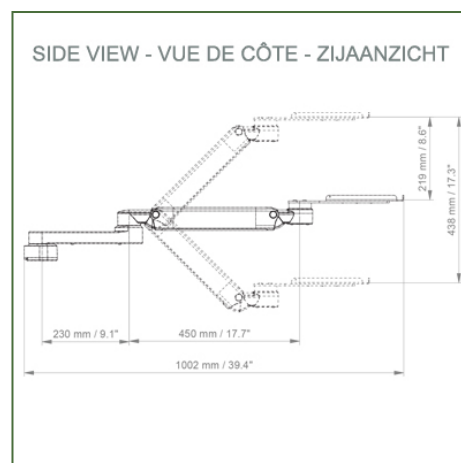 SIDE VIEW - VUE DE CÔTE - ZIJAANZICHT
219 mm / 8.6"
438 mm / 17.3"
230 mm / 9.1"
450 mm / 17.7"
1002 mm / 39.4"